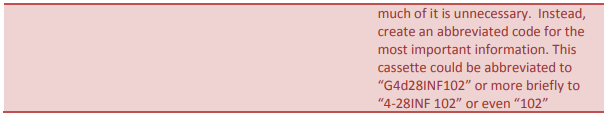 much of it is unnecessary.  Instead,
create an abbreviated code for the
most important information. This
cassette could be abbreviated to
“G4d28INF102” or more briefly to
“4-28INF 102” or even “102”